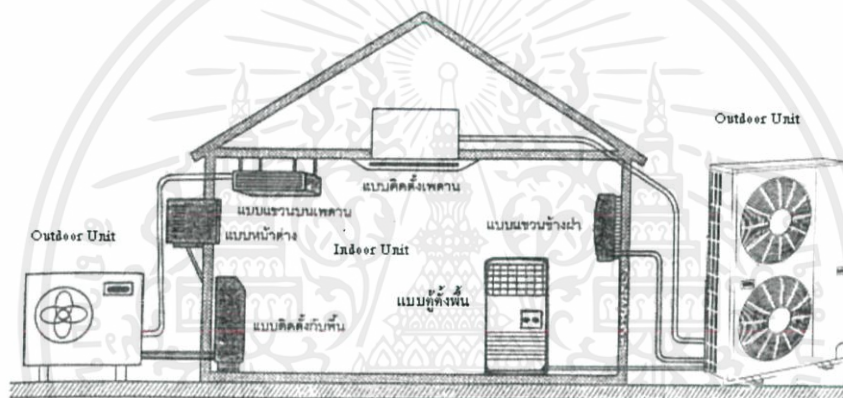 Outdoor Unit
แบบติดตั้งเพดาน
แบบแขวนบนเพดาน
แบบแขวนข้างฝา
Outdoor Unit
แบบหน้าต่าง
Indoor Unit
แบบตู้ตั้งพื้น
แบบติดตั้งกับพื้น